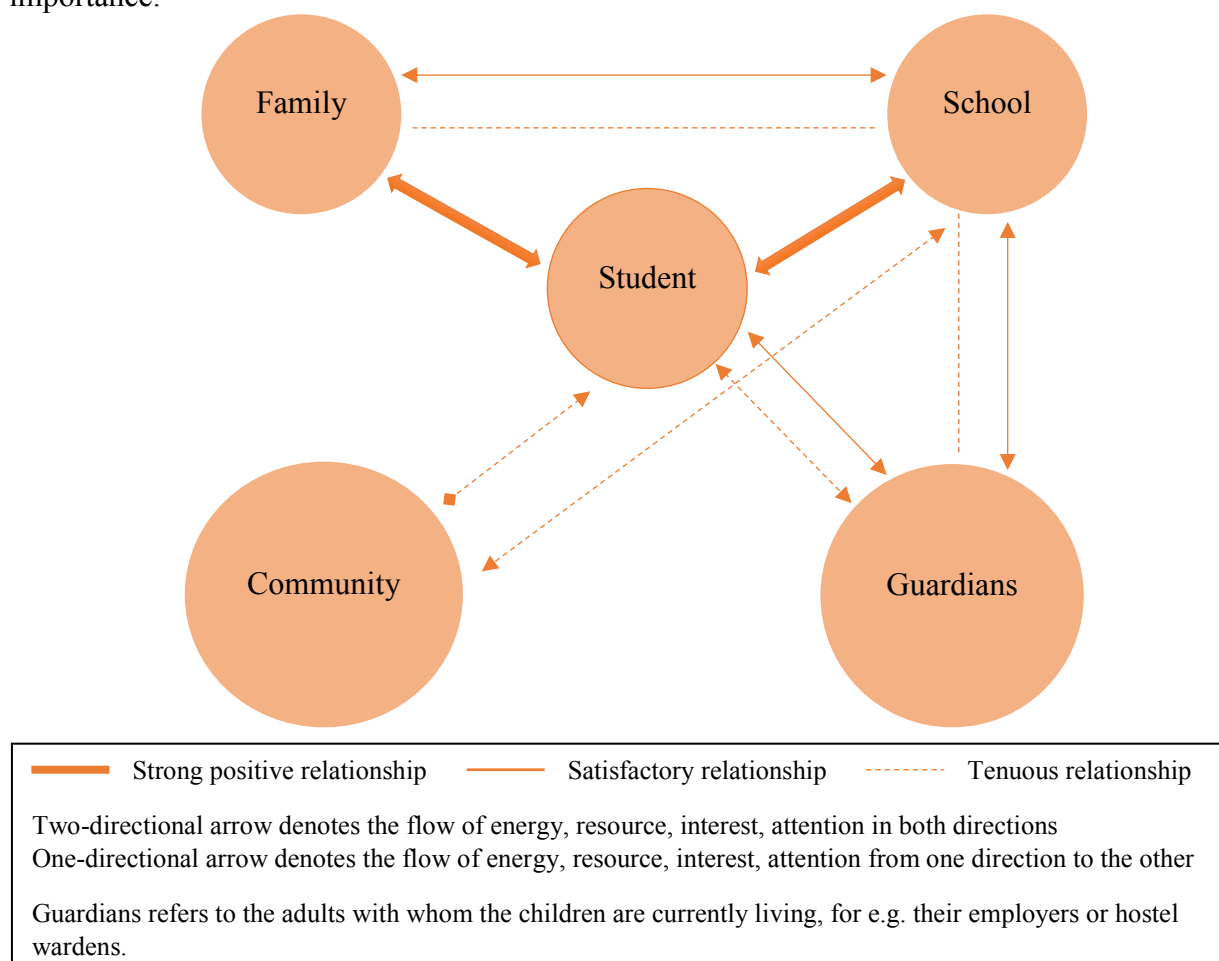 importance.
Family
School
Student
Community
Guardians
Strong positive relationship Satisfactory relationship Tenuous relationship
Two-directional arrow denotes the flow of energy, resource, interest, attention in both directions
One-directional arrow denotes the flow of energy, resource, interest, attention from one direction to the other
Guardians refers to the adults with whom the children are currently living, for e.g. their employers or hostel
wardens.